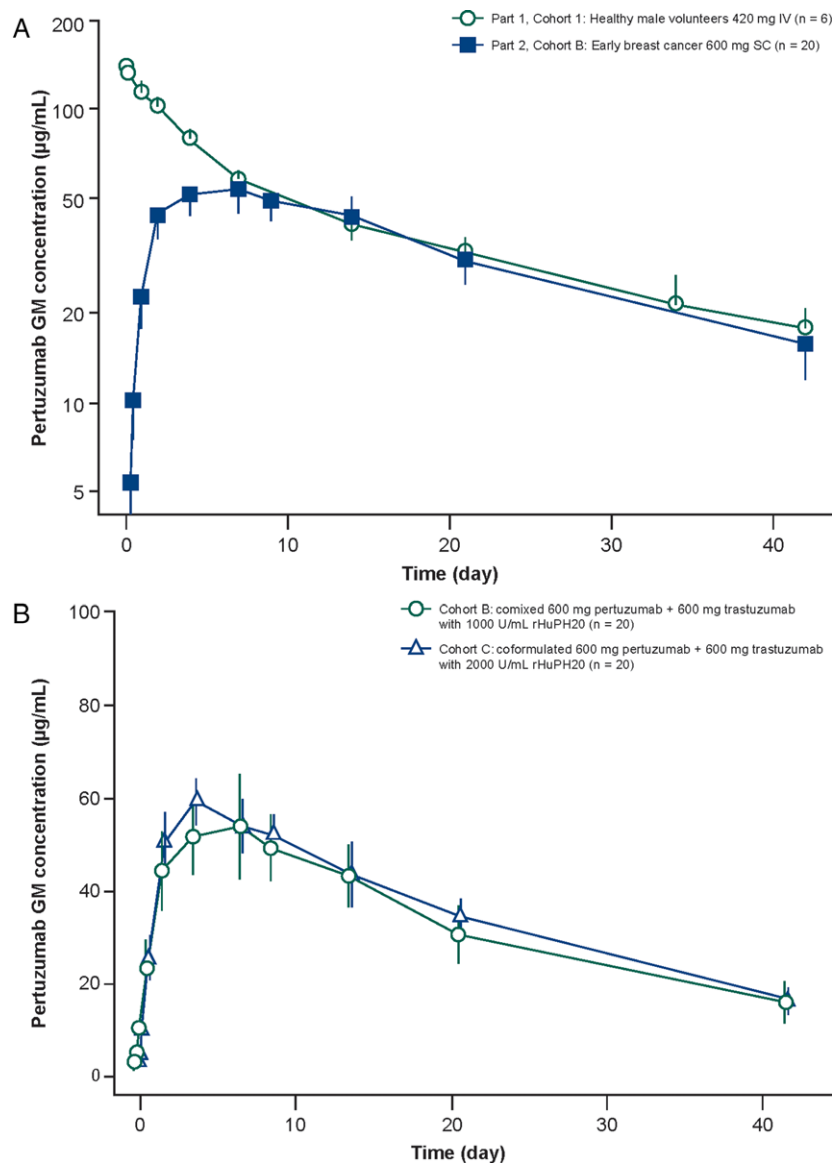 A
Part 1, Cohort 1: Healthy male volunteers 420 mg IV (n = 6)
Part 2, Cohort B: Early breast cancer 600 mg SC (n = 20)
Pertuzumab GM concentration (µg/mL)
200
100
50
20
10
5
0 10 20 30 40
Time (day)
B
Cohort B: comixed 600 mg pertuzumab + 600 mg trastuzumab
with 1000 U/mL rHuPH20 (n = 20)
Cohort C: coformulated 600 mg pertuzumab + 600 mg trastuzumab
with 2000 U/mL rHuPH20 (n = 20)
Pertuzumab GM concentration (µg/mL)
100
80
60
40
20
0
0 10 20 30 40
Time (day)